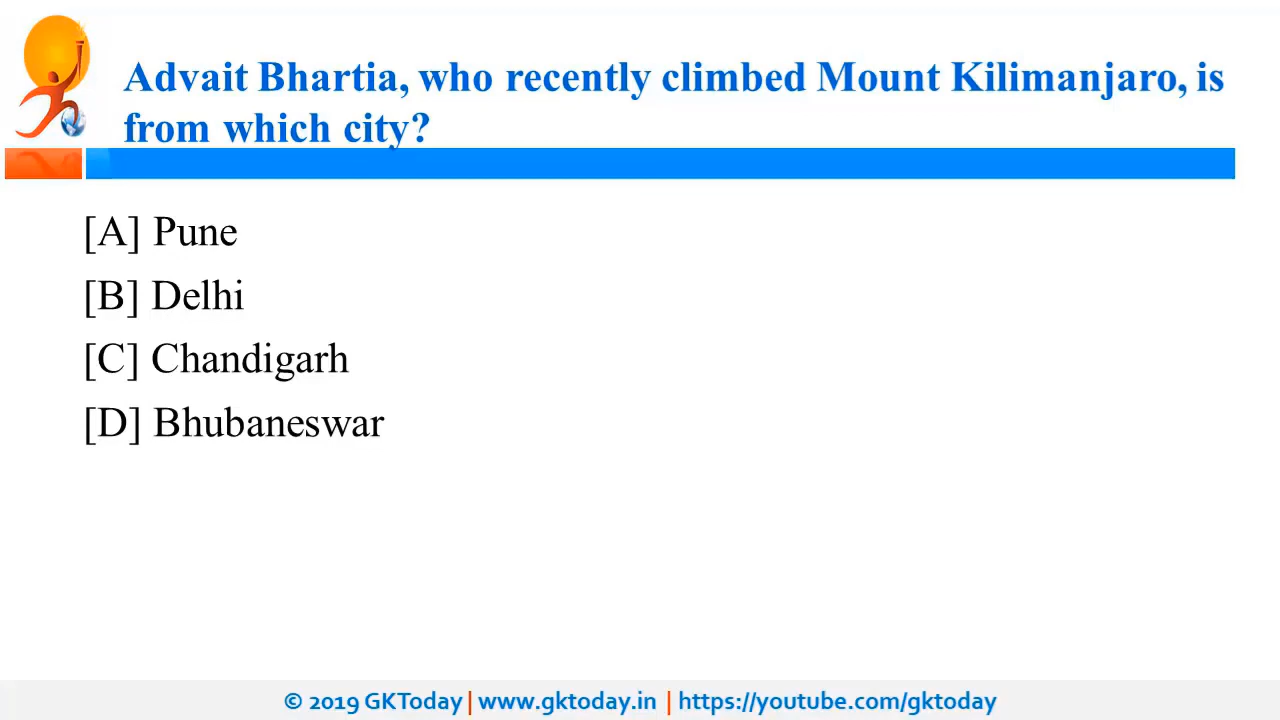 Advait Bhartia, who recently climbed Mount Kilimanjaro, is
from which city?
[A] Pune
[B] Delhi
[C] Chandigarh
[D] Bhubaneswar
© 2019 GKToday | www.gktoday.in | https://youtube.com/gktoday